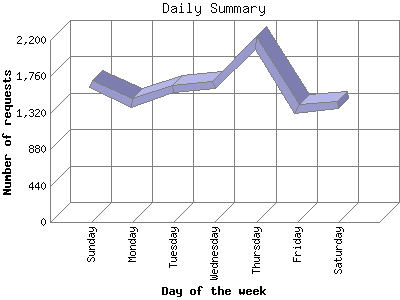 Daily Summary
Number of requests
2,200
1,760
1,320
880
440
0
Sunday
Monday
Tuesday
Wednesday
Thursday
Friday
Saturday
Day of the week